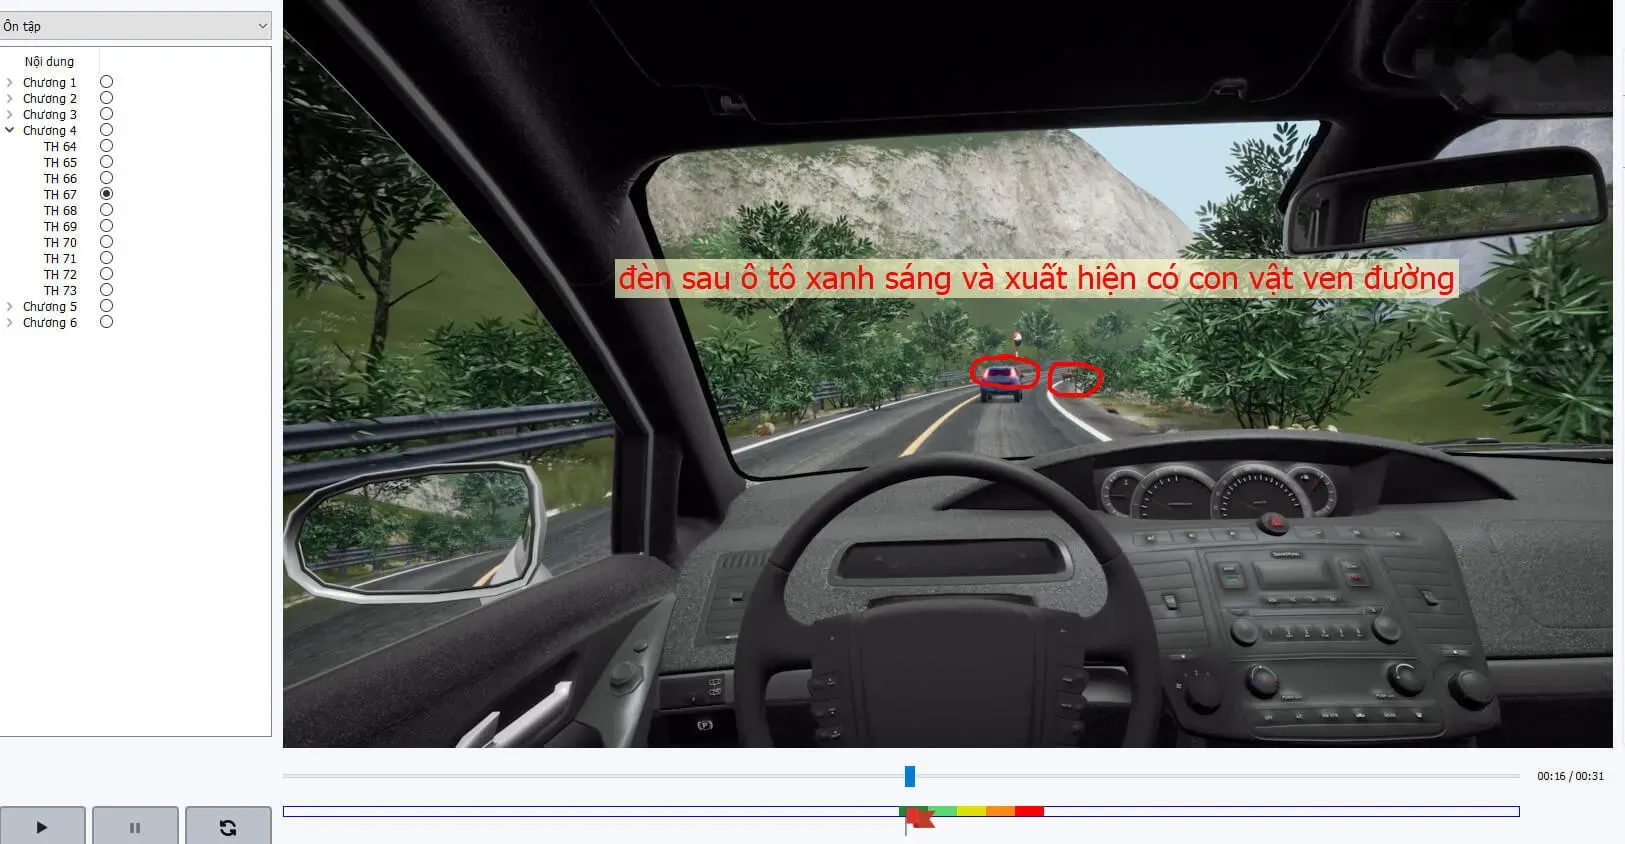 Ôn tập
Nội dung
Chương 1
Chương 2
Chương 3
Chương 4
TH 64
TH 65
TH 66
TH 67
TH 68
TH 69
TH 70
TH 71
TH 72
TH 73
Chương 5
Chương 6
đèn sau ô tô xanh sáng và xuất hiện có con vật ven đường
00:16 / 00:31